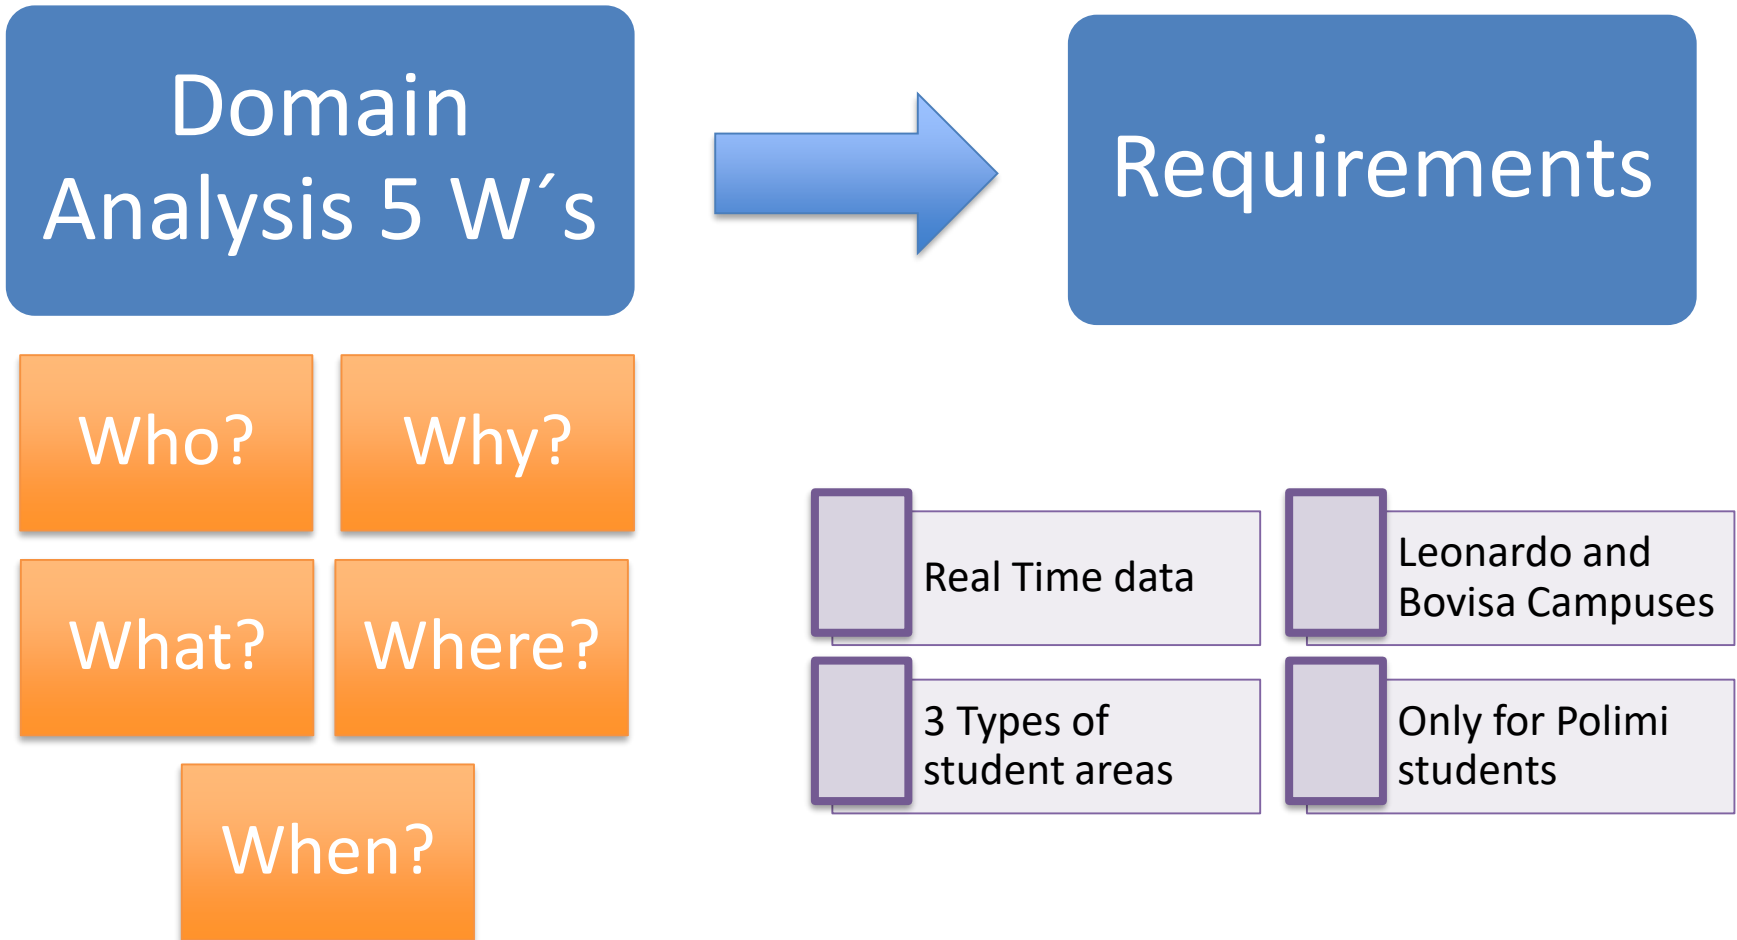 Domain
Analysis 5 W´s
Requirements
Who?
Why?
What?
Where?
When?
Real Time data
Leonardo and
Bovisa Campuses
3 Types of
student areas
Only for Polimi
students